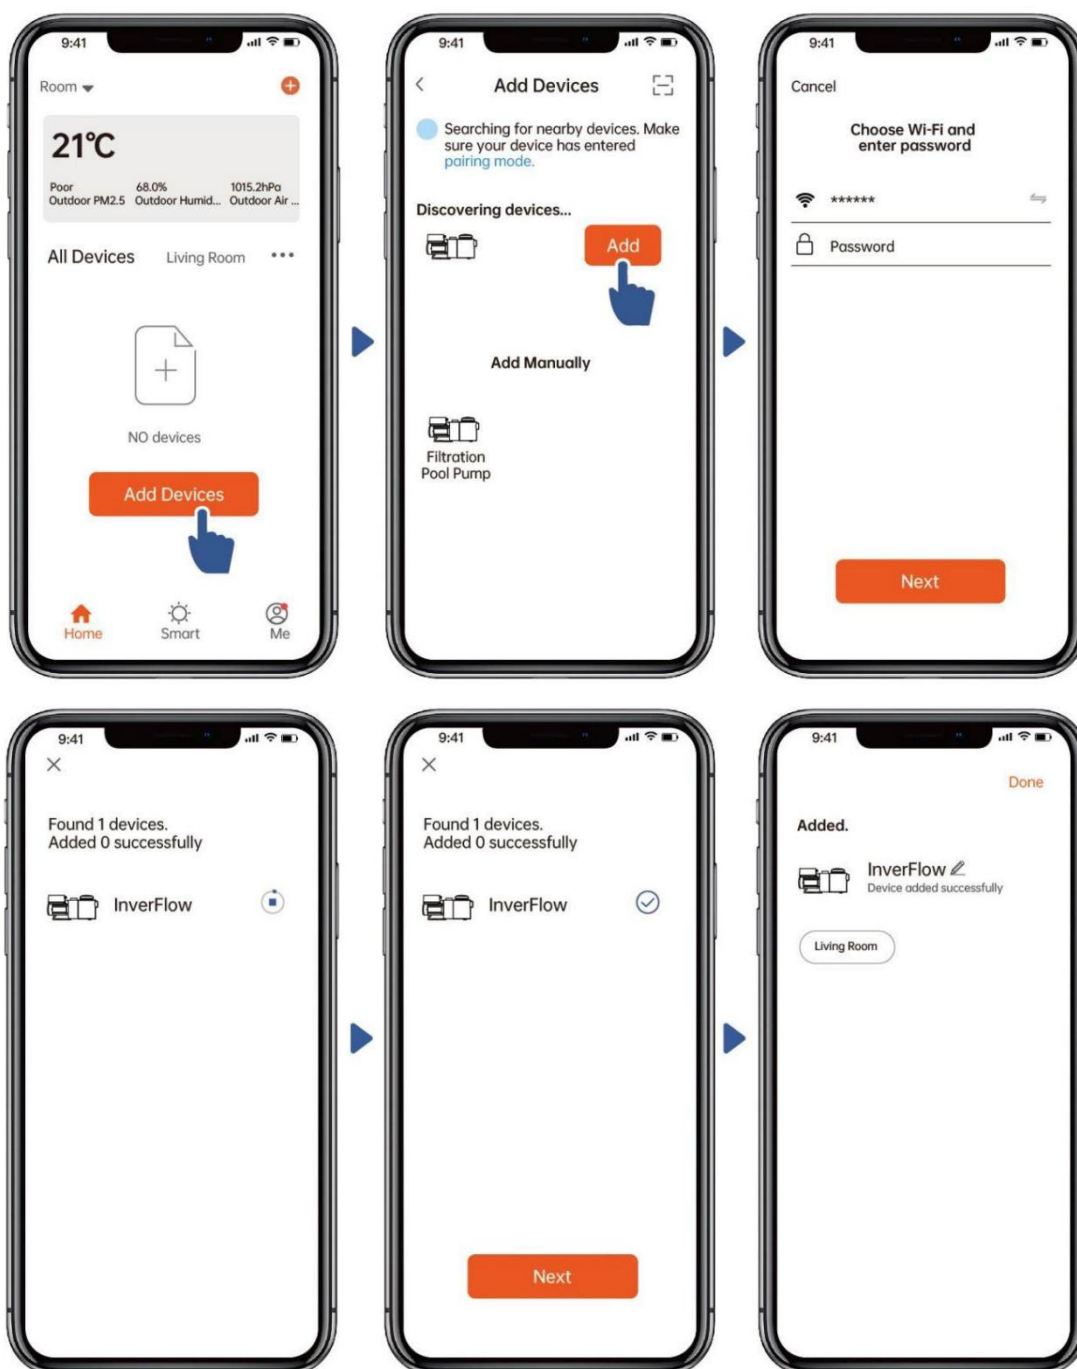 9:41
Room
21℃
Poor 68.0% 1015.2hPa
Outdoor PM2.5 Outdoor Humid... Outdoor Air ...
All Devices Living Room •••
NO devices
Add Devices
Home Smart Me
9:41
Add Devices
Searching for nearby devices. Make
sure your device has entered
pairing mode.
Discovering devices...
Add
Add Manually
Filtration
Pool Pump
9:41
Cancel
Choose Wi-Fi and
enter password
******
Password
Next
9:41
Found 1 devices.
Added 0 successfully
InverFlow
9:41
Found 1 devices.
Added 0 successfully
InverFlow
Next
9:41
Done
Added.
InverFlow
Device added successfully
Living Room